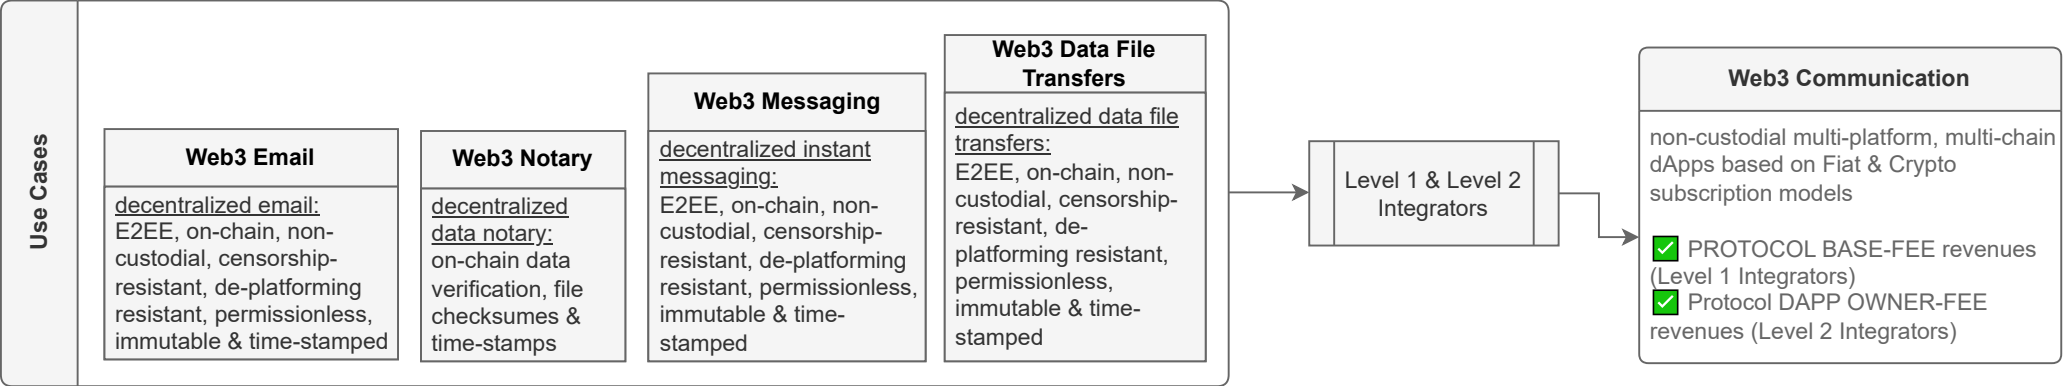 Use Cases
Web3 Email
decentralized email:
E2EE, on-chain, non-
custodial, censorship-
resistant, de-platforming
resistant, permissionless,
immutable & time-stamped
Web3 Notary
decentralized
data notary:
on-chain data
verification, file
checksumes &
time-stamps
Web3 Messaging
decentralized instant
messaging:
E2EE, on-chain, non-
custodial, censorship-
resistant, de-platforming
resistant, permissionless,
immutable & time-
stamped
Web3 Data File
Transfers
decentralized data file
transfers:
E2EE, on-chain, non-
custodial, censorship-
resistant, de-
platforming resistant,
permissionless,
immutable & time-
stamped
Level 1 & Level 2
Integrators
Web3 Communication
non-custodial multi-platform, multi-chain
dApps based on Fiat & Crypto
subscription models
✅ PROTOCOL BASE-FEE revenues
(Level 1 Integrators)
✅ Protocol DAPP OWNER-FEE
revenues (Level 2 Integrators)